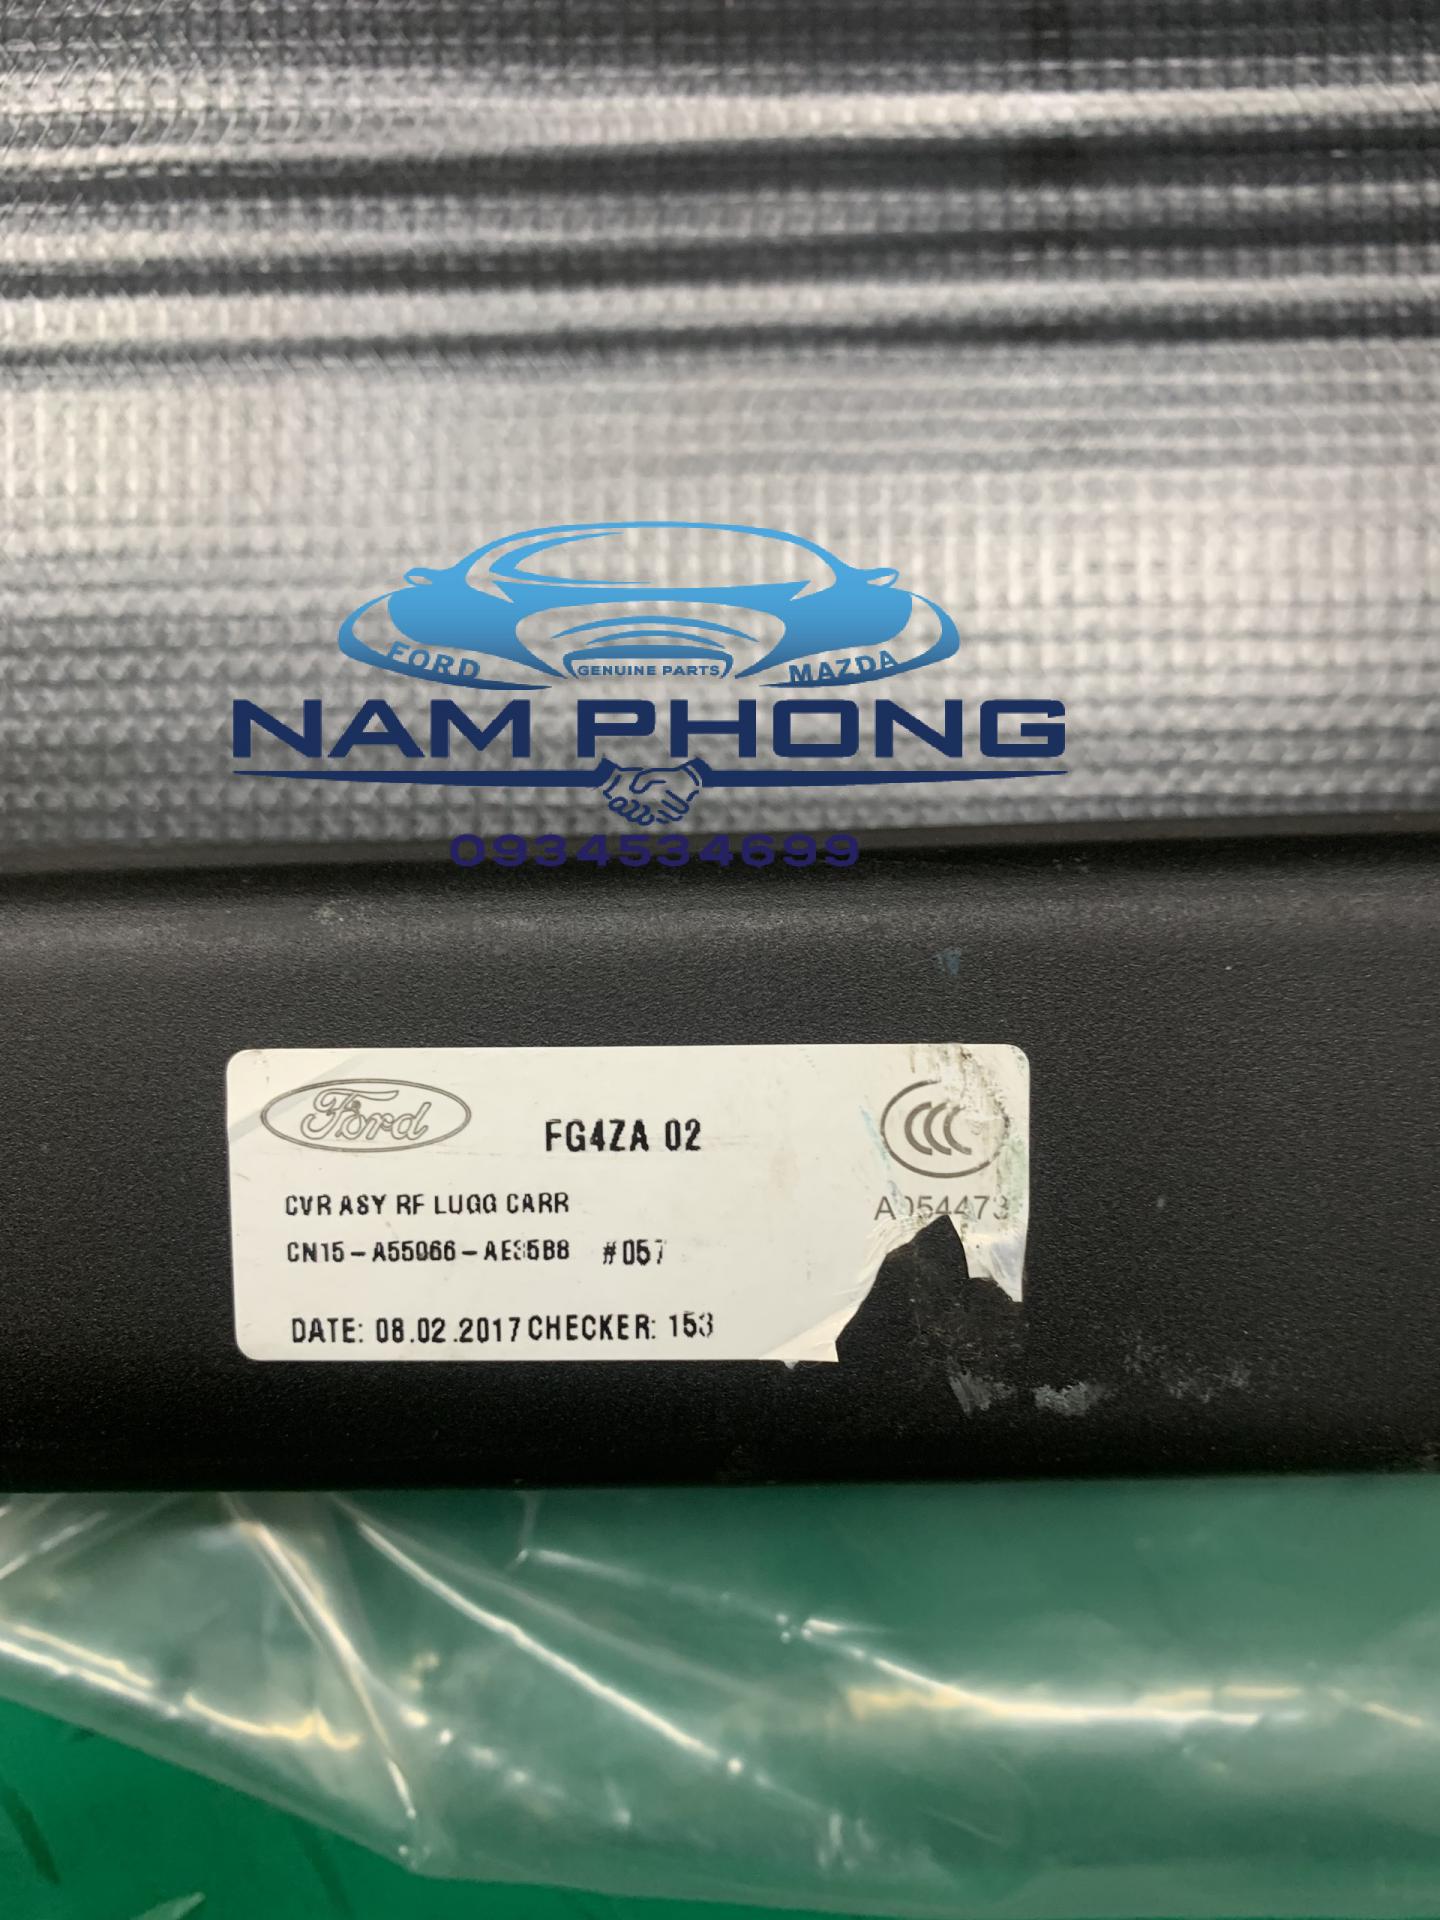 FORD
GENUINE PARTS
MAZDA
NAM PHONG
0934534699
Ford
FG4ZA 02
CVR ASY RF LUGG CARR
CN15-A55066-AE35B8 #057
DATE: 08.02.2017 CHECKER: 153
A054473